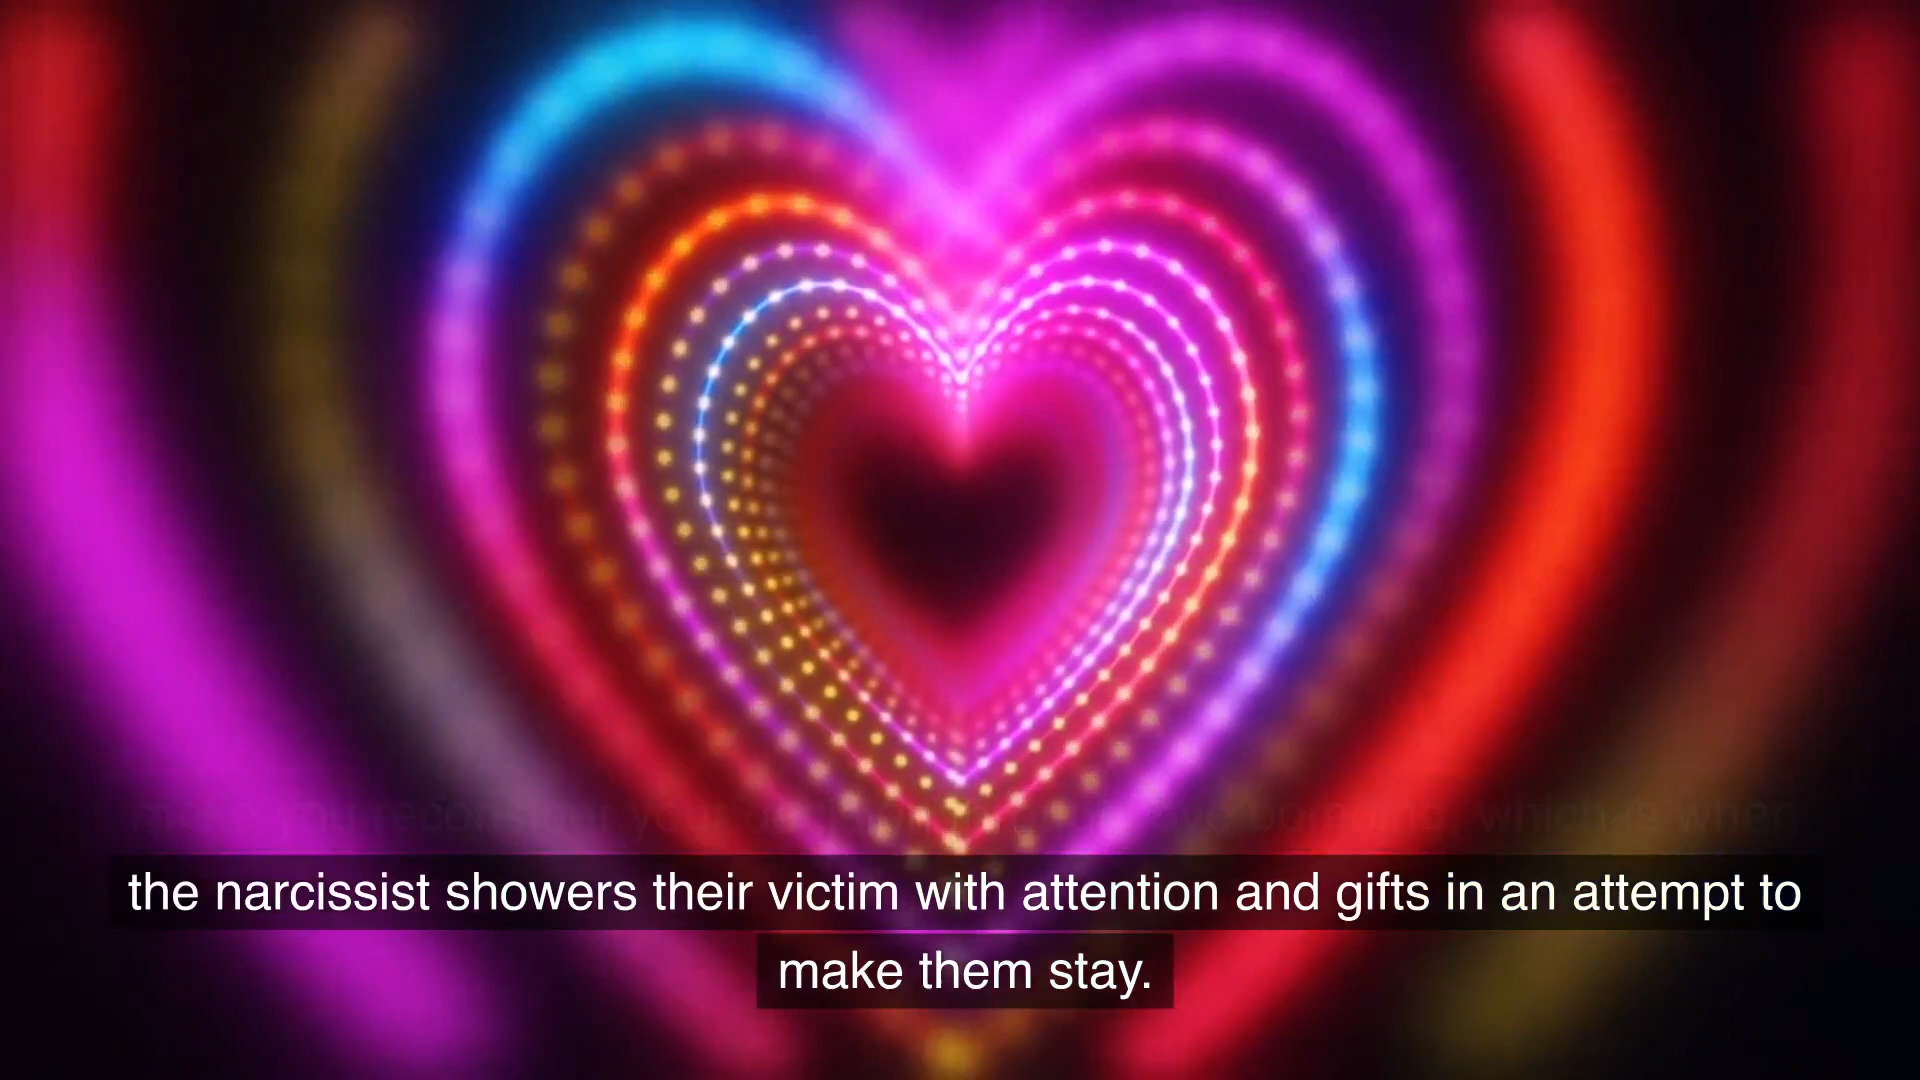 the narcissist showers their victim with attention and gifts in an attempt to
make them stay.